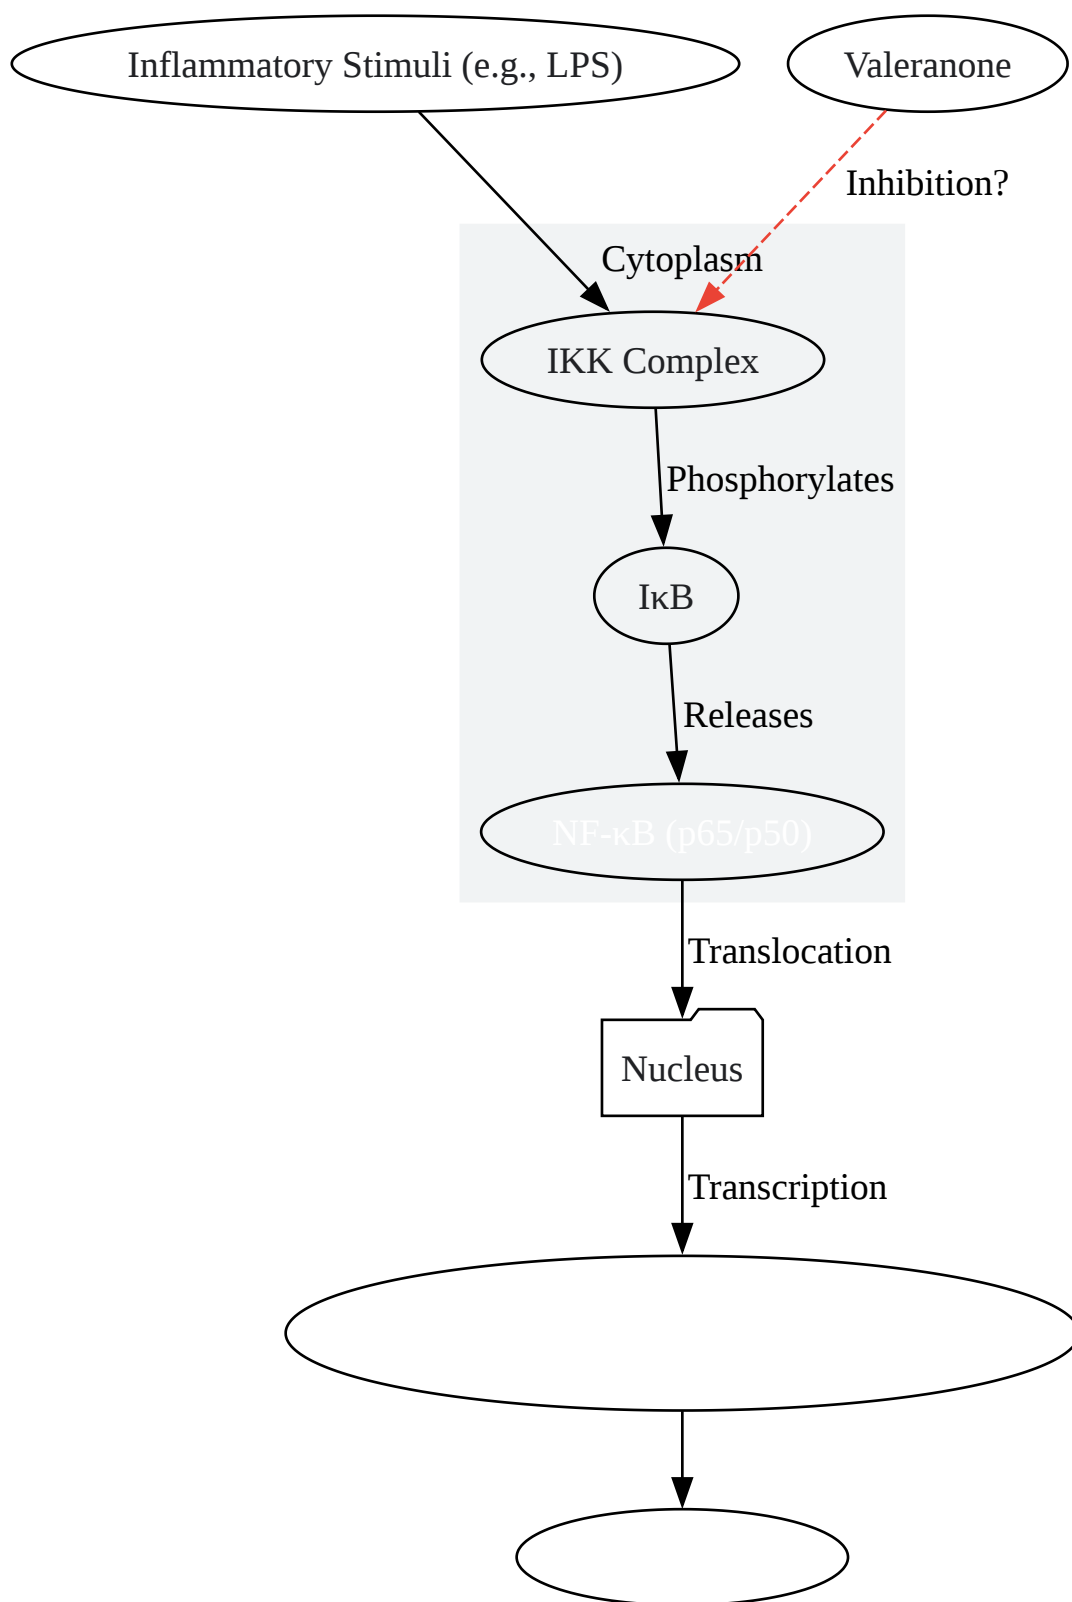 Inflammatory Stimuli (e.g., LPS)
Valeranone
Inhibition?
Cytoplasm
IKK Complex
Phosphorylates
IκB
Releases
NF-κB (p65/p50)
Translocation
Nucleus
Transcription